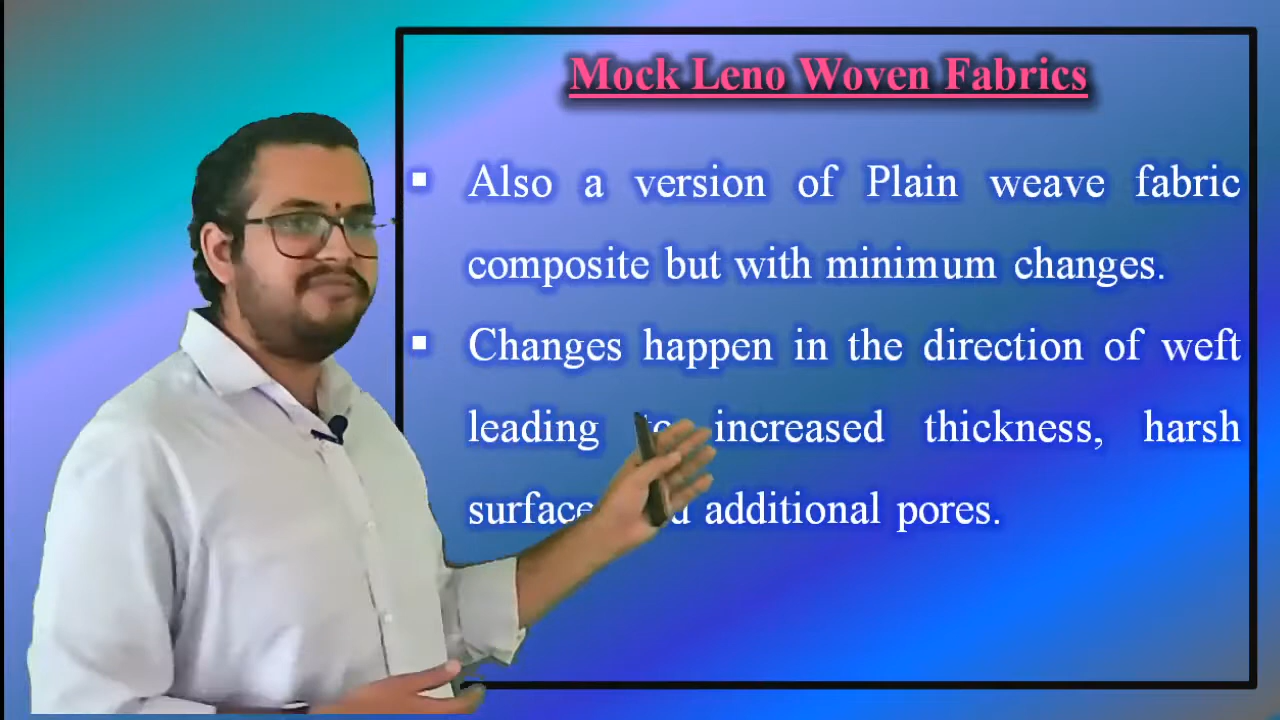 Mock Leno Woven Fabrics
▪ Also a version of Plain weave fabric
composite but with minimum changes.
▪ Changes happen in the direction of weft
leading to increased thickness, harsh
surface additional pores.